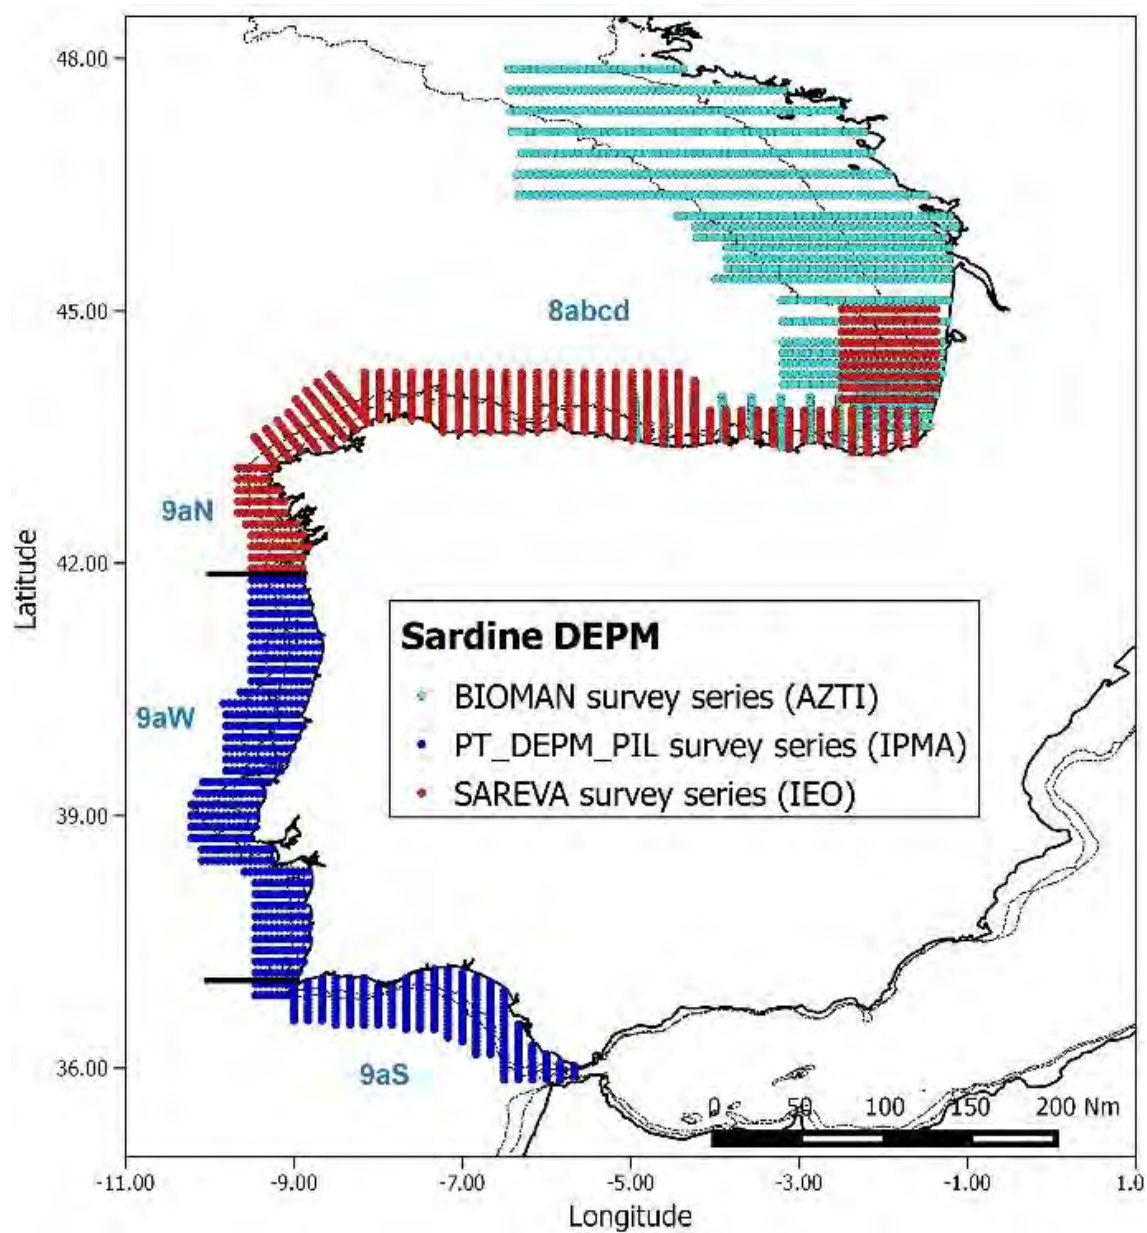 48.00
45.00
8abcd
9aN
42.00
Latitude
Sardine DEPM
BIOMAN survey series (AZTI)
9aW
PT_DEPM_PIL survey series (IPMA)
SAREVA survey series (IEO)
39.00
36.00
9aS
0 50 100 150 200 Nm
-11.00 -9.00 -7.00 -5.00 -3.00 -1.00 1.0
Longitude